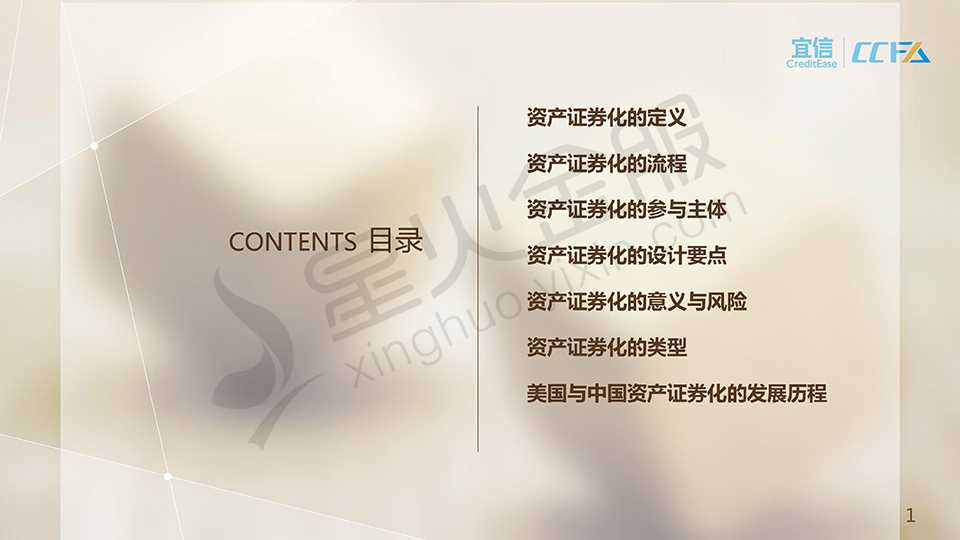 宜信
CreditEase
CCFA
CONTENTS 目录
资产证券化的定义
资产证券化的流程
资产证券化的参与主体
资产证券化的设计要点
资产证券化的意义与风险
资产证券化的类型
美国与中国资产证券化的发展历程
星火金服
xinghuo.yixin.com
1